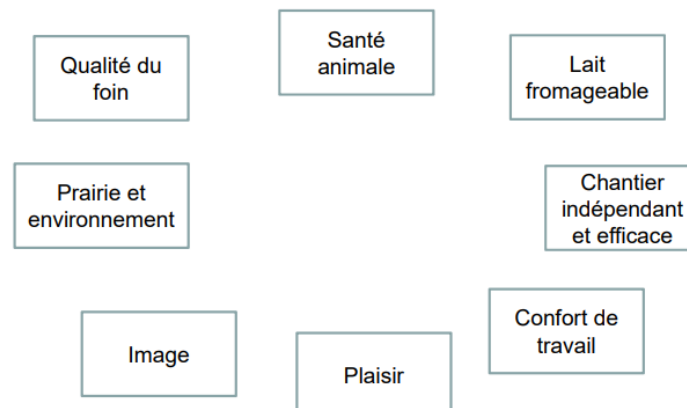 Qualité du
foin
Santé
animale
Lait
fromageable
Prairie et
environnement
Chantier
indépendant
et efficace
Image
Plaisir
Confort de
travail